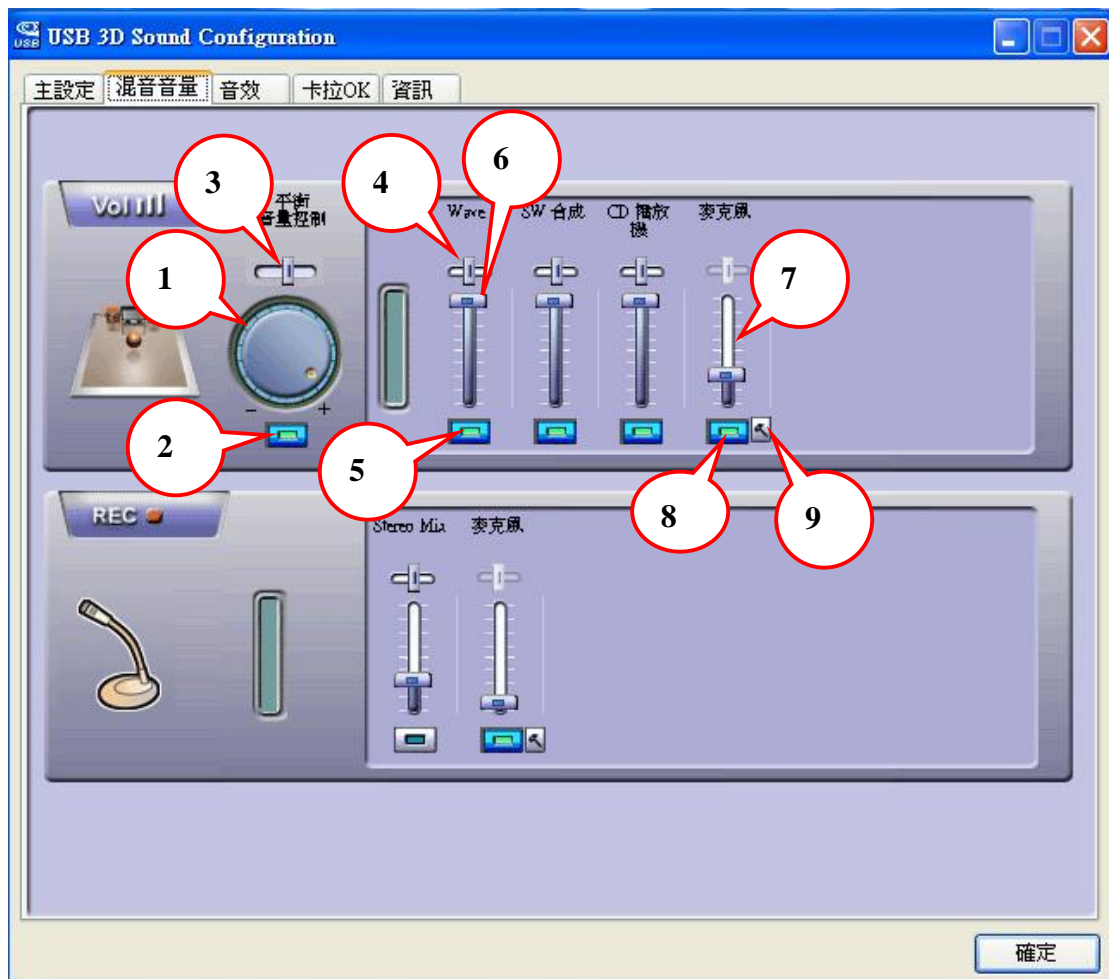 USB 3D Sound Configuration
主設定 混音音量 音效 卡拉OK 資訊
Vol
平衡
音量控制
Wave SW 合成 CD 播放機 麥克風
3
4
6
1
7
2
5
8
9
- +
REC
Stereo Mix 麥克風
確定
USB